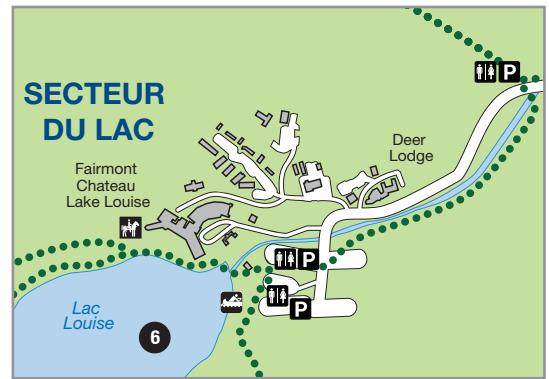 SECTEUR
DU LAC
P
Deer
Lodge
Fairmont
Chateau
Lake Louise
P
P
Lac
Louise
6